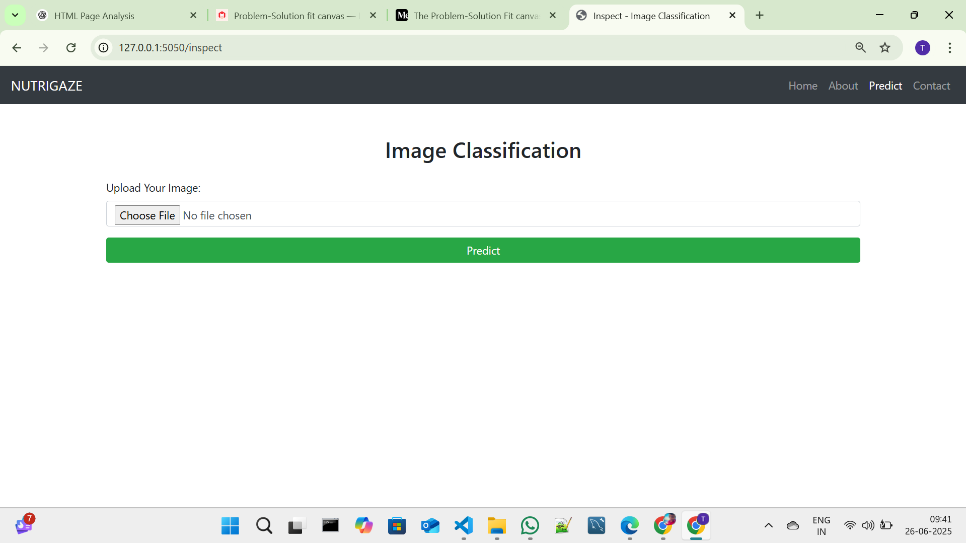 HTML Page Analysis
Problem-Solution fit canvas —
The Problem-Solution Fit canva
Inspect - Image Classification
127.0.0.1:5050/inspect
T
NUTRIGAZE
Home About Predict Contact
Image Classification
Upload Your Image:
Choose File No file chosen
Predict
7
T
ENG
IN
09:41
26-06-2025